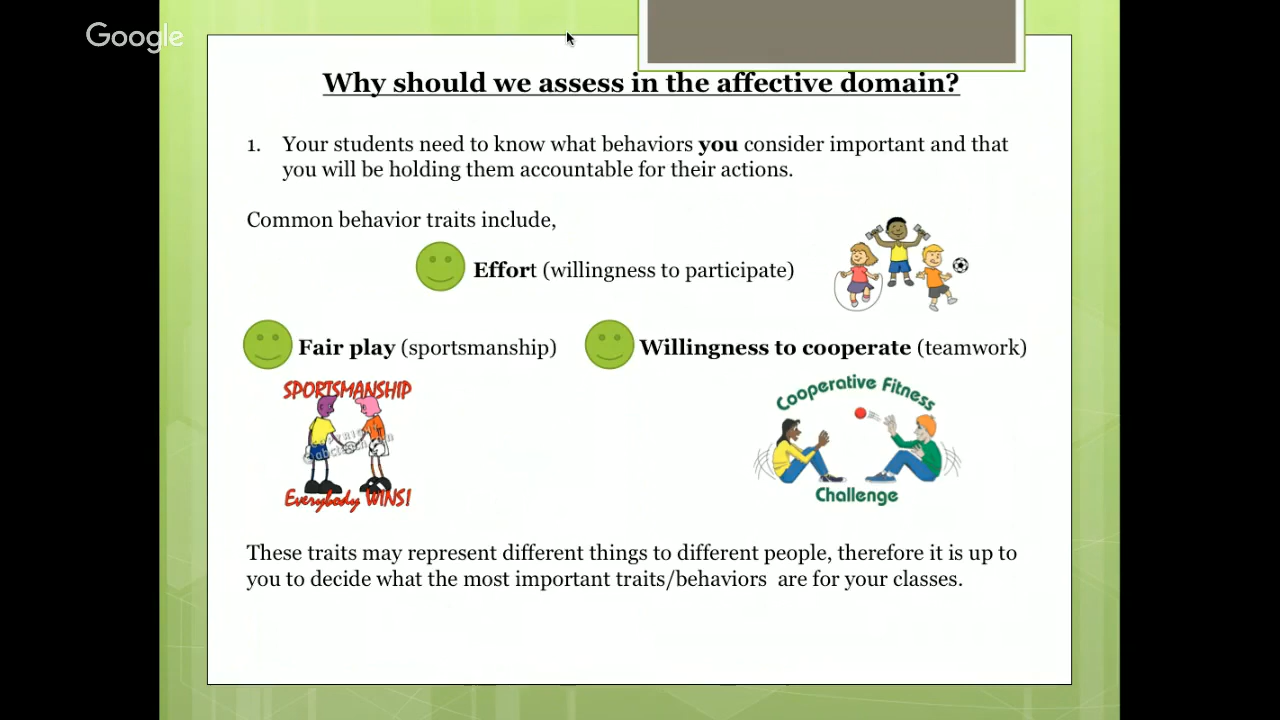 Google
Why should we assess in the affective domain?
1. Your students need to know what behaviors you consider important and that
you will be holding them accountable for their actions.
Common behavior traits include,
Effort (willingness to participate)
Fair play (sportsmanship)
Willingness to cooperate (teamwork)
SPORTSMANSHIP
Everybody WINS!
Cooperative Fitness
Challenge
These traits may represent different things to different people, therefore it is up to
you to decide what the most important traits/behaviors are for your classes.